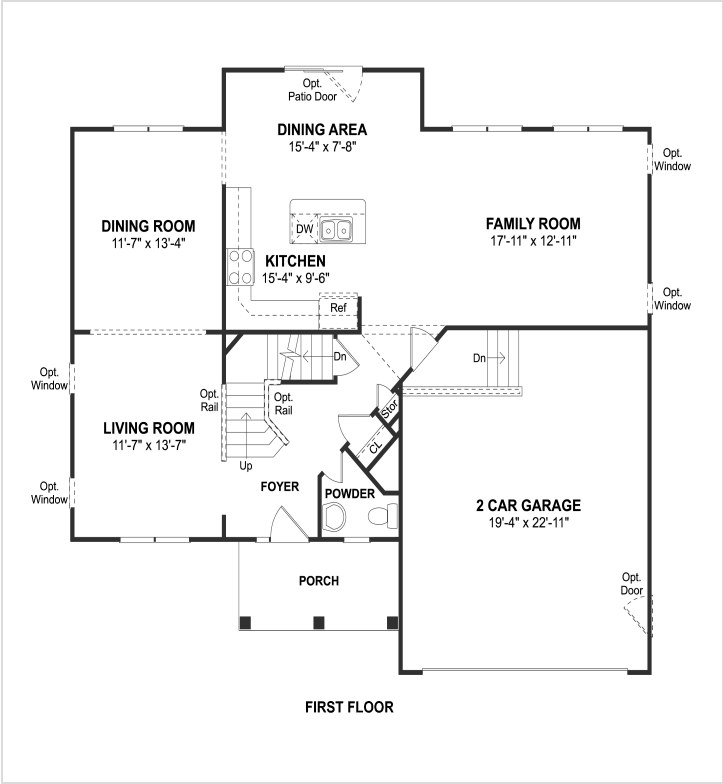 Opt.
Patio Door
DINING AREA
15'-4" x 7'-8"
Opt.
Window
DINING ROOM
11'-7" x 13'-4"
DW
FAMILY ROOM
17'-11" x 12'-11"
KITCHEN
15'-4" x 9'-6"
Opt.
Window
Ref
Dn
Dn
Opt.
Window
Opt.
Rail
Opt.
Rail
Stor
LIVING ROOM
11'-7" x 13'-7"
CL
Up
Opt.
Window
FOYER
POWDER
2 CAR GARAGE
19'-4" x 22'-11"
PORCH
Opt.
Door
FIRST FLOOR